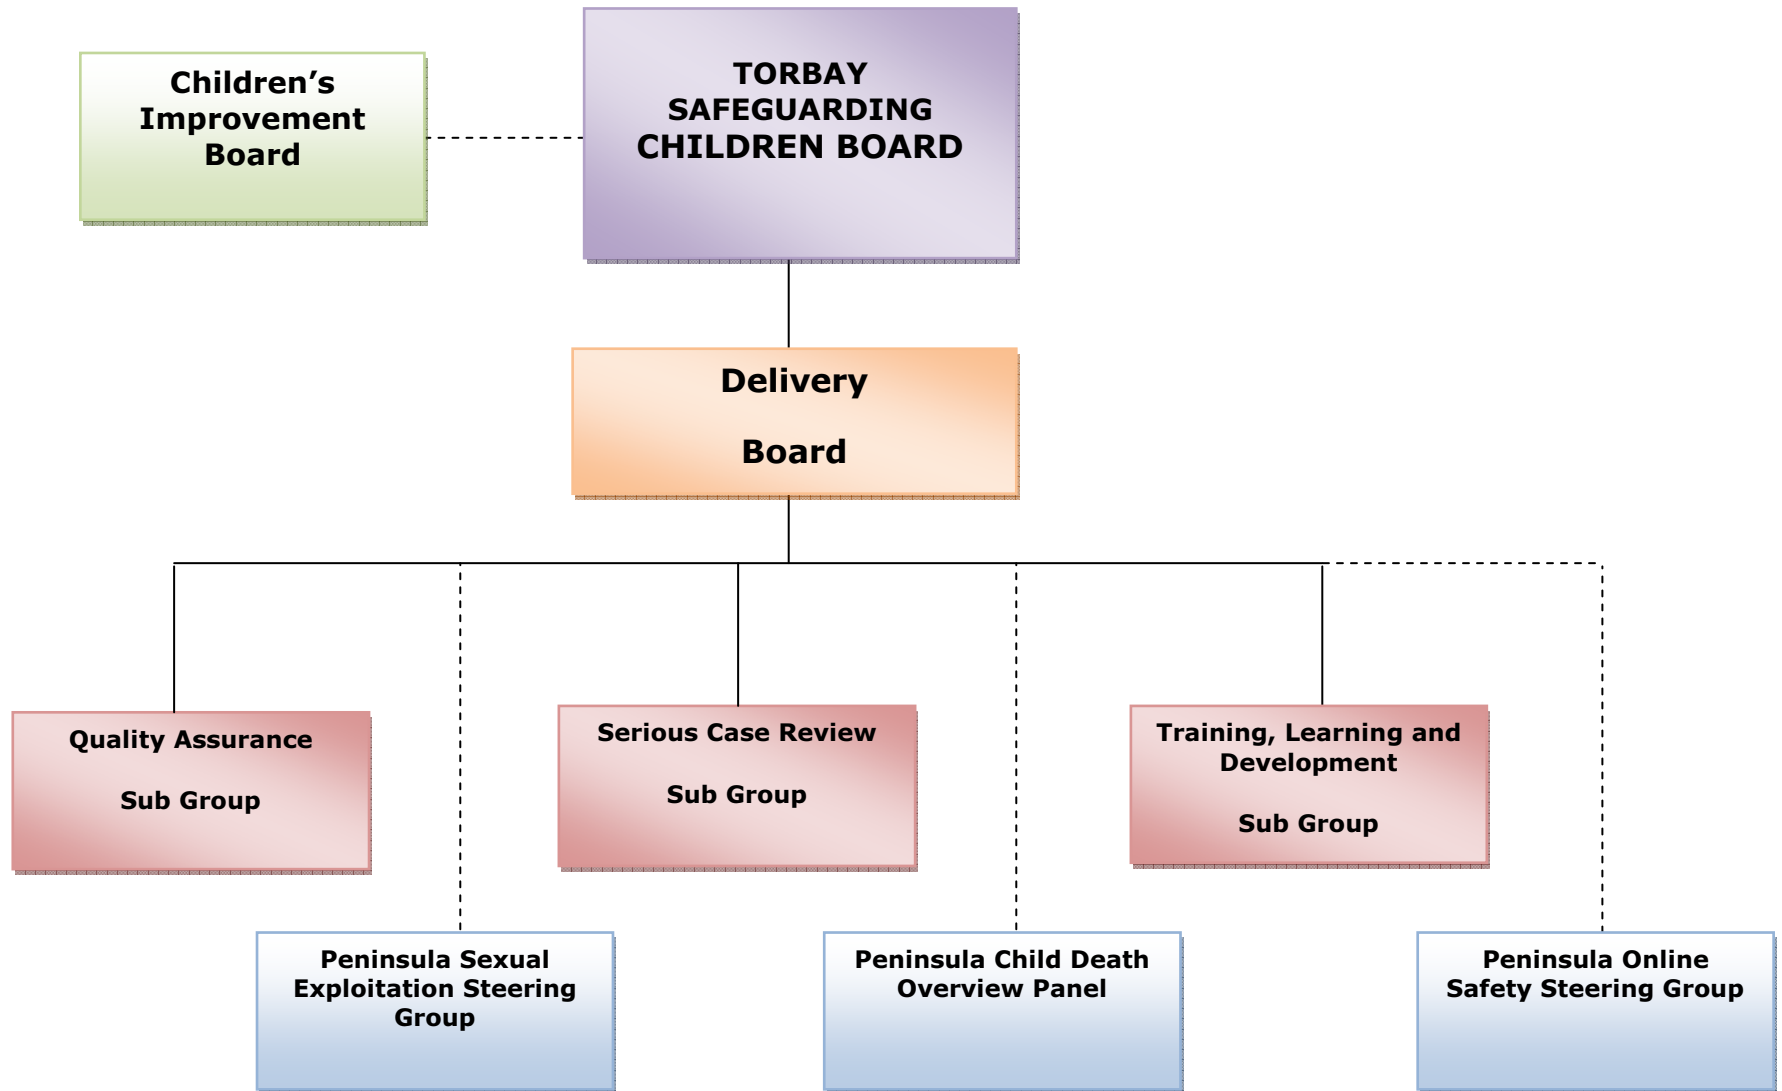 Children’s
Improvement
Board
TORBAY
SAFEGUARDING
CHILDREN BOARD
Delivery
Board
Quality Assurance
Sub Group
Serious Case Review
Sub Group
Training, Learning and
Development
Sub Group
Peninsula Sexual
Exploitation Steering
Group
Peninsula Child Death
Overview Panel
Peninsula Online
Safety Steering Group